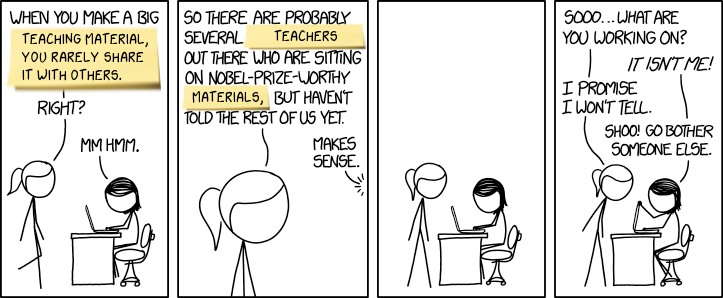 WHEN YOU MAKE A BIG
TEACHING MATERIAL,
YOU RARELY SHARE
IT WITH OTHERS.
RIGHT?
MM HMM.
SO THERE ARE PROBABLY
SEVERAL TEACHERS
OUT THERE WHO ARE SITTING
ON NOBEL-PRIZE-WORTHY
MATERIALS, BUT HAVEN'T
TOLD THE REST OF US YET.
MAKES
SENSE.
SOOO...WHAT ARE
YOU WORKING ON?
IT ISN'T ME!
I PROMISE
I WON'T TELL.
SHOO! GO BOTHER
SOMEONE ELSE.